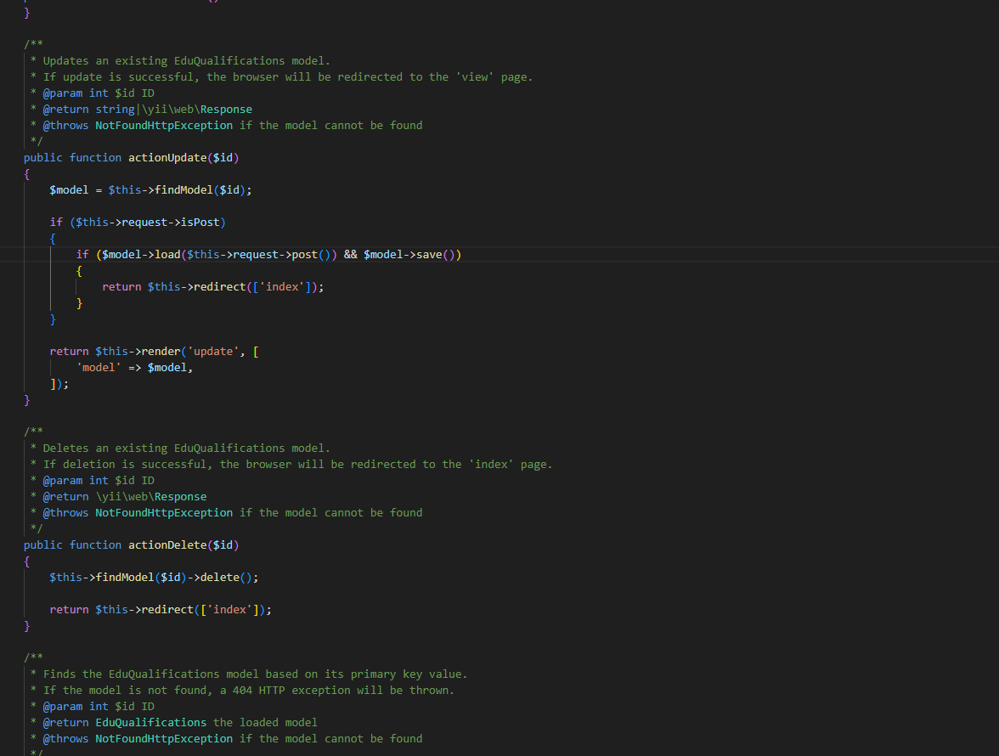 }
/**
 * Updates an existing EduQualifications model.
 * If update is successful, the browser will be redirected to the 'view' page.
 * @param int $id ID
 * @return string|\yii\web\Response
 * @throws NotFoundHttpException if the model cannot be found
 */
public function actionUpdate($id)
{
    $model = $this->findModel($id);
    if ($this->request->isPost)
    {
        if ($model->load($this->request->post()) && $model->save())
        {
            return $this->redirect(['index']);
        }
    }
    return $this->render('update', [
        'model' => $model,
    ]);
}
/**
 * Deletes an existing EduQualifications model.
 * If deletion is successful, the browser will be redirected to the 'index' page.
 * @param int $id ID
 * @return \yii\web\Response
 * @throws NotFoundHttpException if the model cannot be found
 */
public function actionDelete($id)
{
    $this->findModel($id)->delete();
    return $this->redirect(['index']);
}
/**
 * Finds the EduQualifications model based on its primary key value.
 * If the model is not found, a 404 HTTP exception will be thrown.
 * @param int $id ID
 * @return EduQualifications the loaded model
 * @throws NotFoundHttpException if the model cannot be found
 */